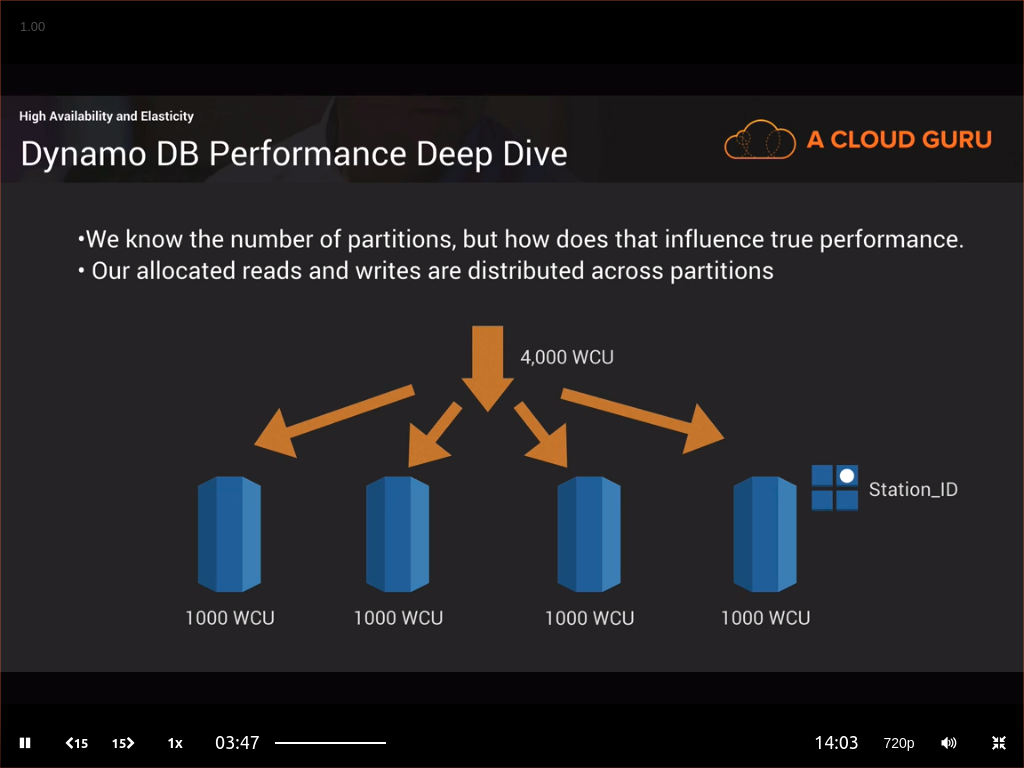 1.00
High Availability and Elasticity
Dynamo DB Performance Deep Dive
A CLOUD GURU
•We know the number of partitions, but how does that influence true performance.
• Our allocated reads and writes are distributed across partitions
4,000 WCU
Station_ID
1000 WCU 1000 WCU 1000 WCU 1000 WCU
15 15 1x 03:47 14:03 720p